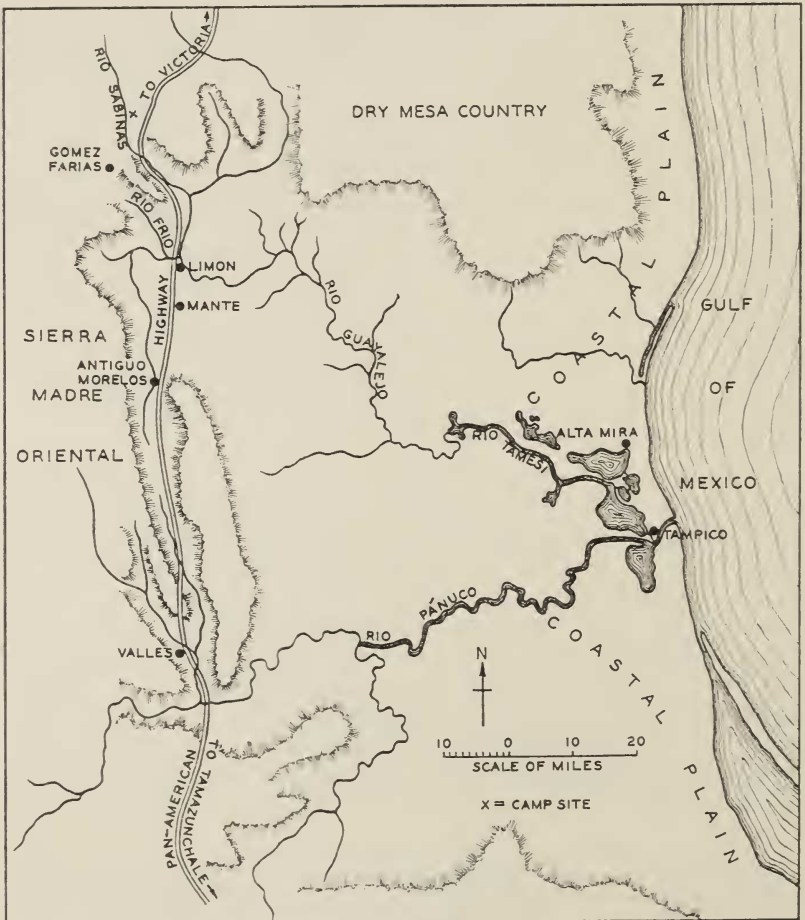 TO VICTORIA
RIO SABINAS
x
DRY MESA COUNTRY
COASTAL PLAIN
GOMEZ
FARIAS
RIO FRIO
LIMON
RIO
GUAYALEJO
HIGHWAY
MANTE
GULF
OF
MEXICO
SIERRA
MADRE
ORIENTAL
ANTIGUO
MORELOS
ALTA MIRA
RIO TAMESI
TAMPICO
RIO PÁNUCO
COASTAL PLAIN
VALLES
N
10 0 10 20
SCALE OF MILES
x = CAMP SITE
PAN-AMERICAN
TO TAMAZUNCHALE